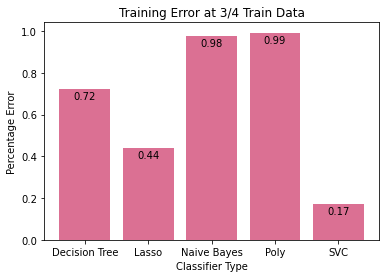 Training Error at 3/4 Train Data
Percentage Error
1.0
0.8
0.6
0.4
0.2
0.0
0.72
0.44
0.98
0.99
0.17
Decision Tree Lasso Naive Bayes Poly SVC
Classifier Type